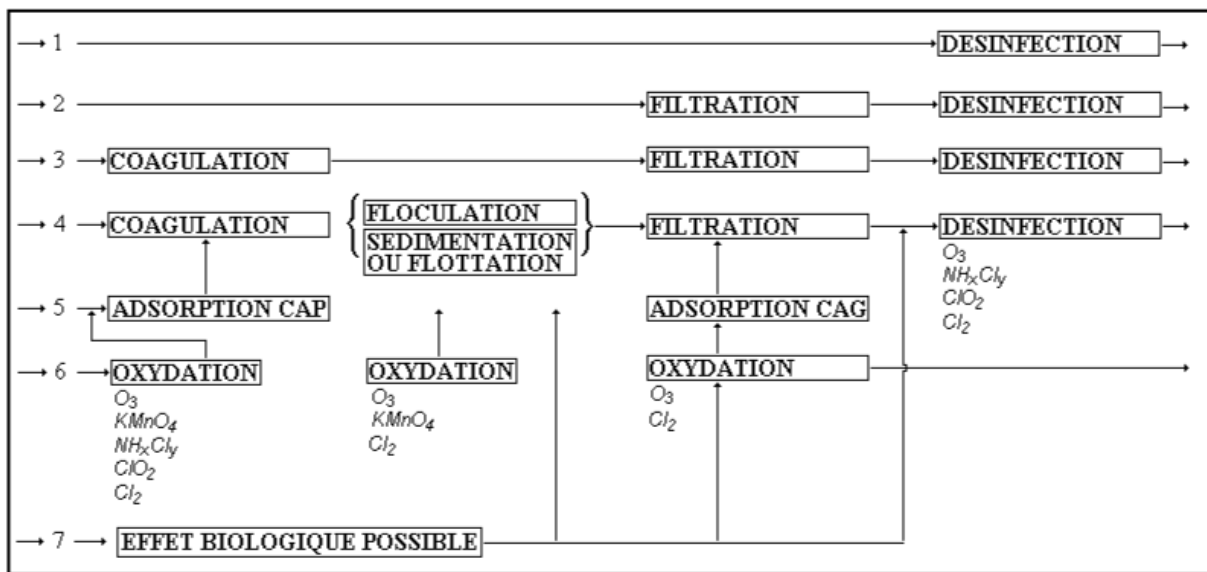 1 DESINFECTION
2 FILTRATION DESINFECTION
3 COAGULATION FILTRATION DESINFECTION
4 COAGULATION FLOCULATION FILTRATION DESINFECTION
SEDIMENTATION
OU FLOTTATION
O₃
NHₓClᵧ
ClO₂
Cl₂
5 ADSORPTION CAP ADSORPTION CAG
6 OXYDATION OXYDATION OXYDATION
O₃ O₃ O₃
KMnO₄ KMnO₄ Cl₂
NHₓClᵧ Cl₂
ClO₂
Cl₂
7 EFFET BIOLOGIQUE POSSIBLE